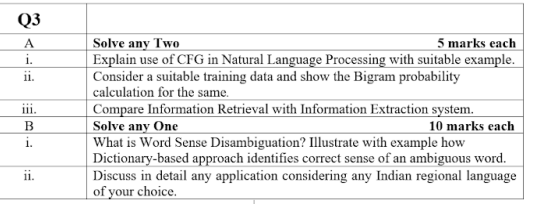 Q3
A Solve any Two 5 marks each
i. Explain use of CFG in Natural Language Processing with suitable example.
ii. Consider a suitable training data and show the Bigram probability
calculation for the same.
iii. Compare Information Retrieval with Information Extraction system.
B Solve any One 10 marks each
i. What is Word Sense Disambiguation? Illustrate with example how
Dictionary-based approach identifies correct sense of an ambiguous word.
ii. Discuss in detail any application considering any Indian regional language
of your choice.